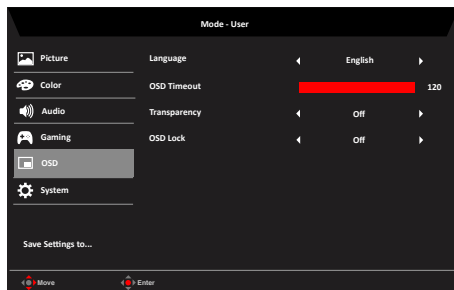 Mode - User
Picture
Language
English
Color
OSD Timeout
120
Audio
Transparency
Off
Gaming
OSD Lock
Off
OSD
System
Save Settings to...
Move
Enter